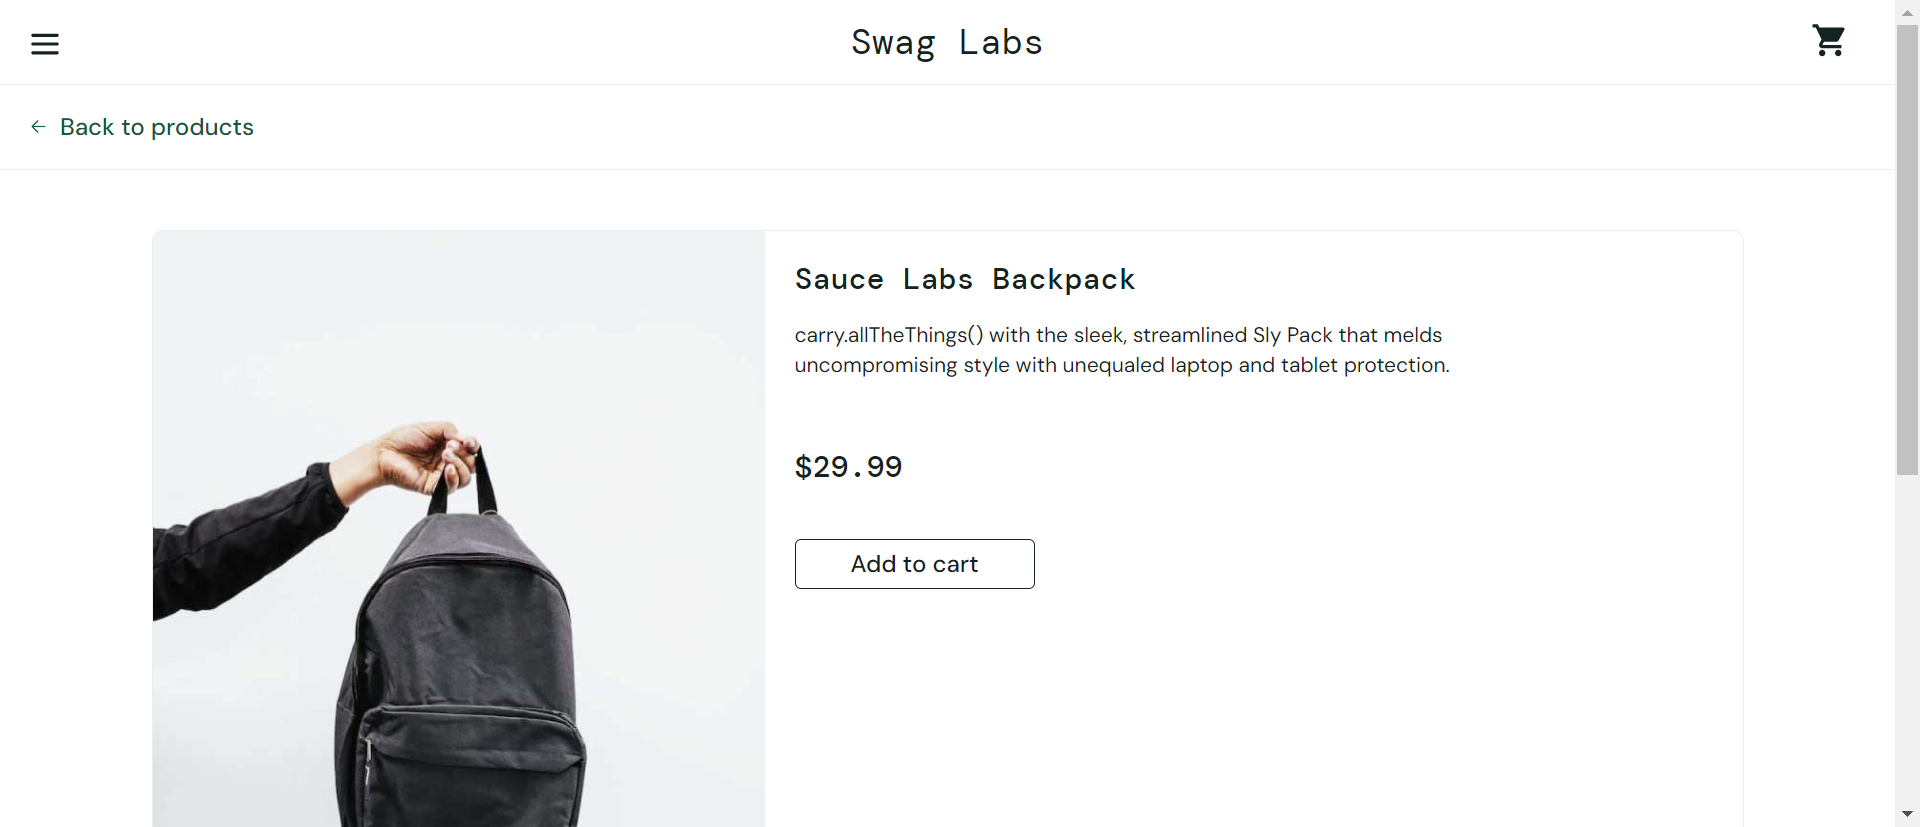 Swag Labs
Back to products
Sauce Labs Backpack
carry.allTheThings() with the sleek, streamlined Sly Pack that melds
uncompromising style with unequaled laptop and tablet protection.
$29.99
Add to cart